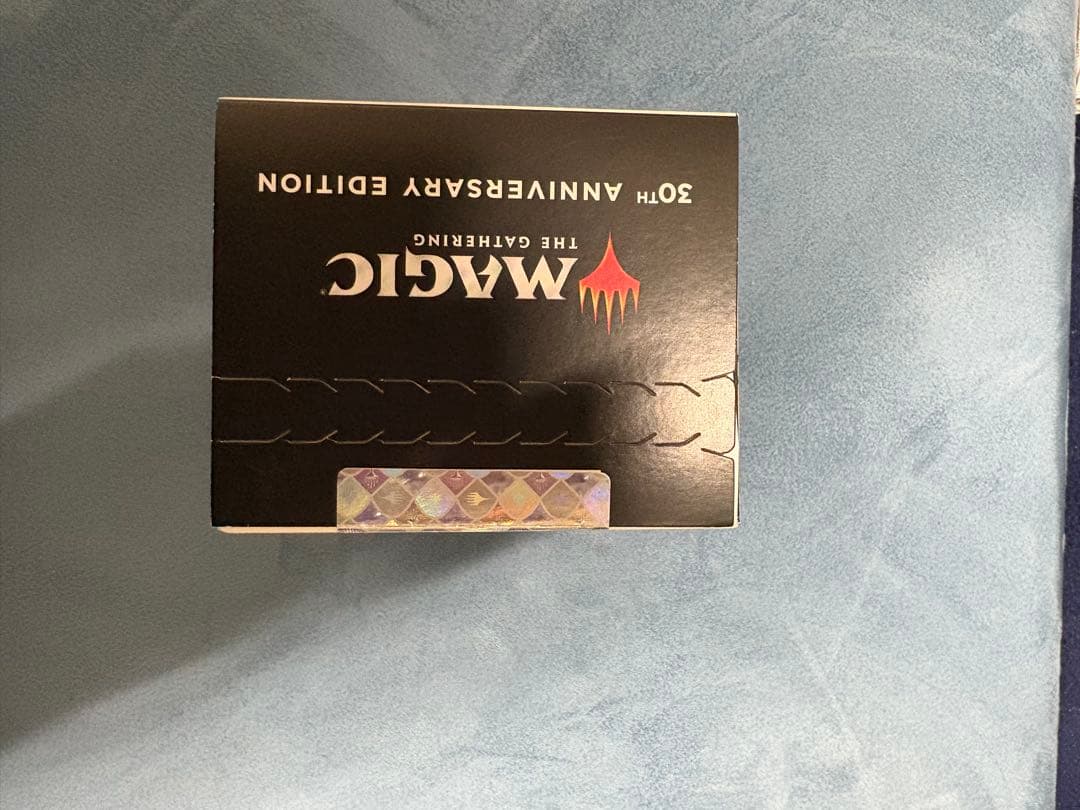 MAGIC
THE GATHERING
30TH ANNIVERSARY EDITION